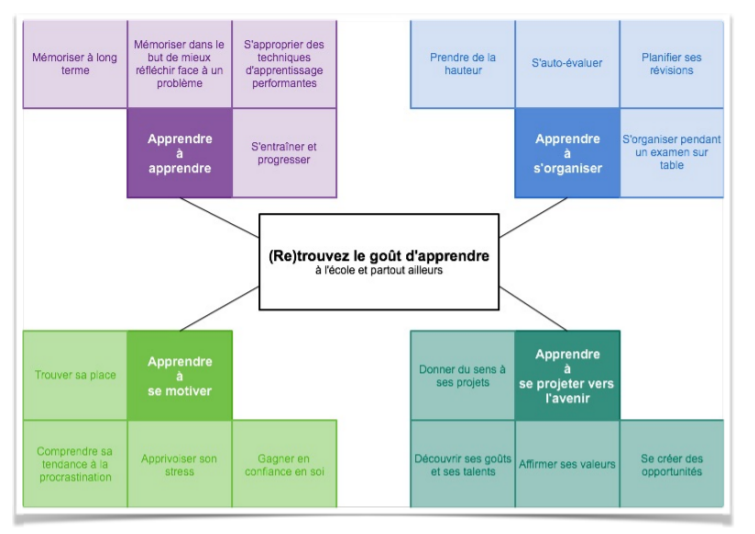 Mémoriser à long
terme
Mémoriser dans le
but de mieux
réfléchir face à un
problème
S'approprier des
techniques
d'apprentissage
performantes
Apprendre
à
apprendre
S'entraîner et
progresser
Prendre de la
hauteur
S'auto-évaluer
Planifier ses
révisions
Apprendre
à
s'organiser
S'organiser pendant
un examen sur
table
(Re)trouvez le goût d'apprendre
à l'école et partout ailleurs
Trouver sa place
Apprendre
à
se motiver
Comprendre sa
tendance à la
procrastination
Apprivoiser son
stress
Gagner en
confiance en soi
Donner du sens à
ses projets
Apprendre
à
se projeter vers
l'avenir
Découvrir ses goûts
et ses talents
Affirmer ses valeurs
Se créer des
opportunités